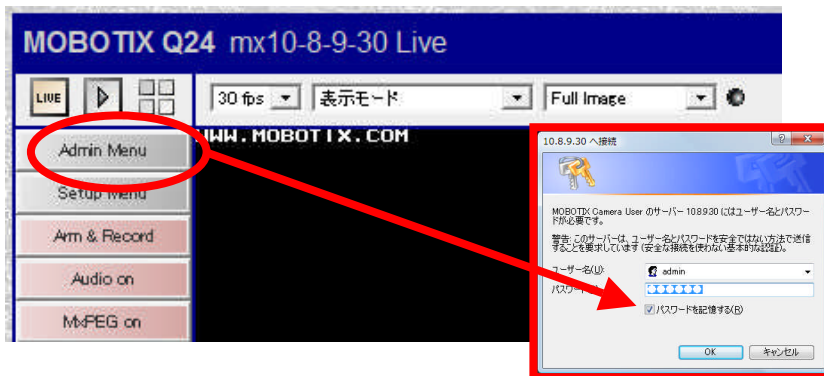 MOBOTIX Q24 mx10-8-9-30 Live
LIVE
30 fps 表示モード Full Image
Admin Menu
Setup Menu
Arm & Record
Audio on
MxPEG on
WWW.MOBOTIX.COM
10.8.9.30 へ接続
MOBOTIX Camera User のサーバー 10.8.9.30 にはユーザー名とパスワー
ドが必要です。
警告: このサーバーは、ユーザー名とパスワードを安全ではない方法で送信
することを要求しています (安全な接続を使わない基本的な認証)。
ユーザー名(U):
admin
パスワード
パスワードを記憶する(R)
OK
キャンセル